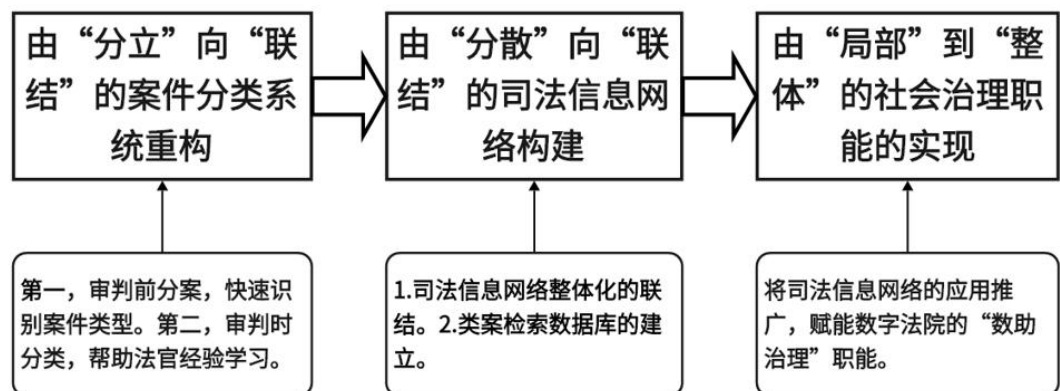 由“分立”向“联
结”的案件分类系
统重构
由“分散”向“联
结”的司法信息网
络构建
由“局部”到“整
体”的社会治理职
能的实现
第一，审判前分案，快速识
别案件类型。第二，审判时
分类，帮助法官经验学习。
1.司法信息网络整体化的联
结。2.类案检索数据库的建
立。
将司法信息网络的应用推
广，赋能数字法院的“数助
治理”职能。